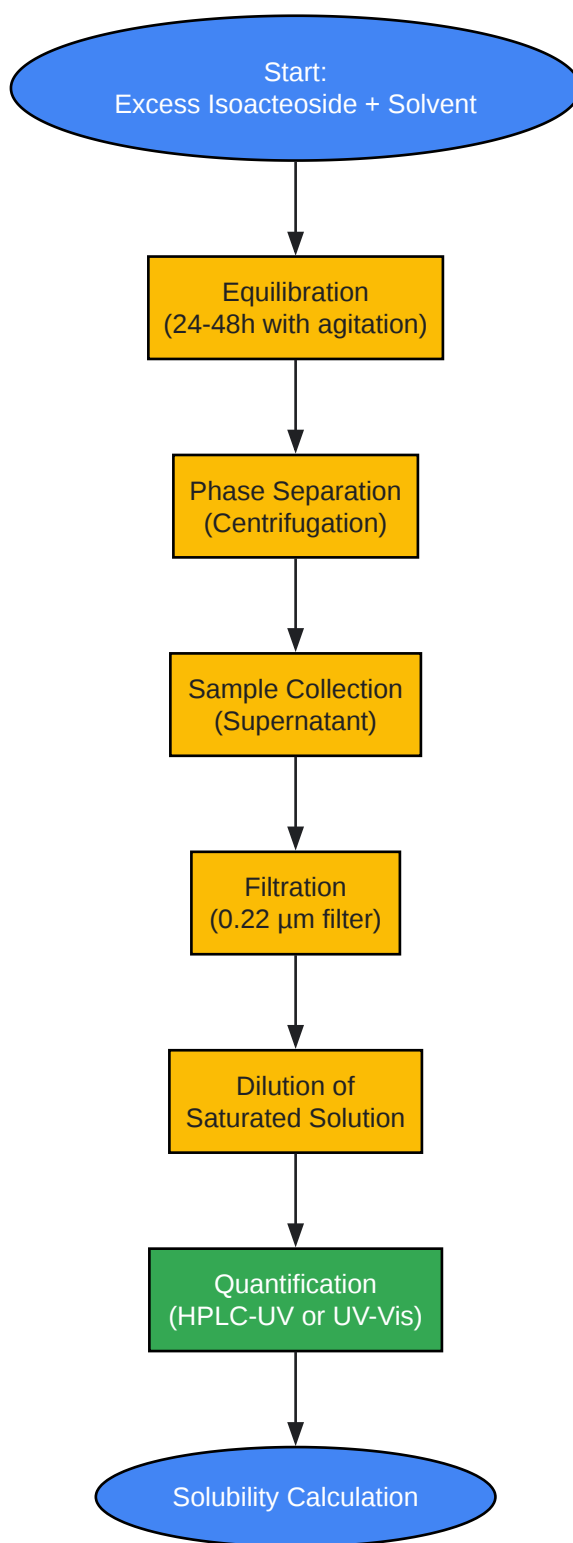 Start:
Excess Isoacteoside + Solvent
Equilibration
(24-48h with agitation)
Phase Separation
(Centrifugation)
Sample Collection
(Supernatant)
Filtration
(0.22 µm filter)
Dilution of
Saturated Solution
Quantification
(HPLC-UV or UV-Vis)
Solubility Calculation